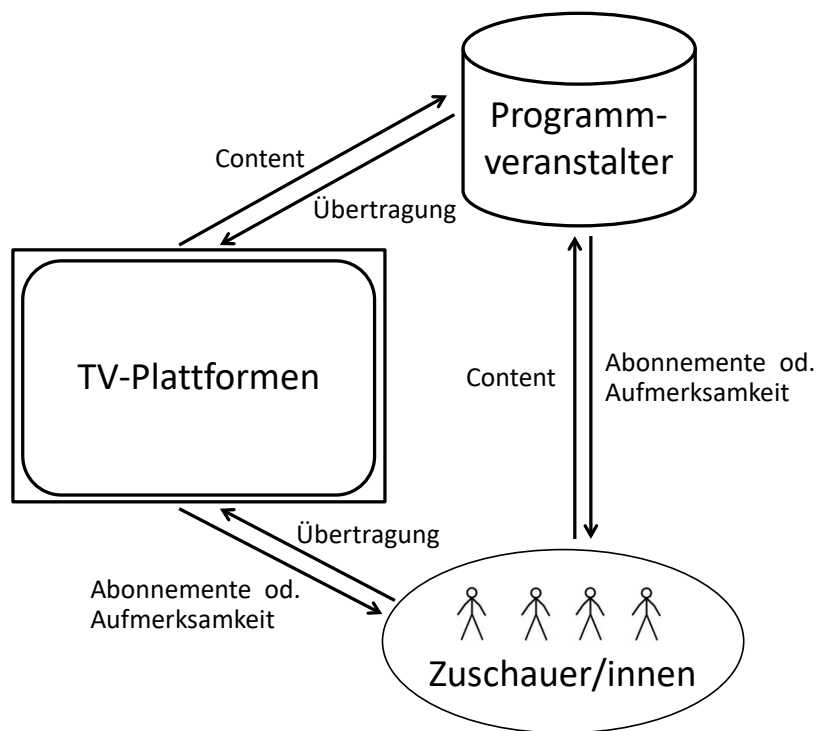 Programm-
veranstalter
Content
Übertragung
TV-Plattformen
Content
Abonnemente od.
Aufmerksamkeit
Übertragung
Abonnemente od.
Aufmerksamkeit
Zuschauer/innen